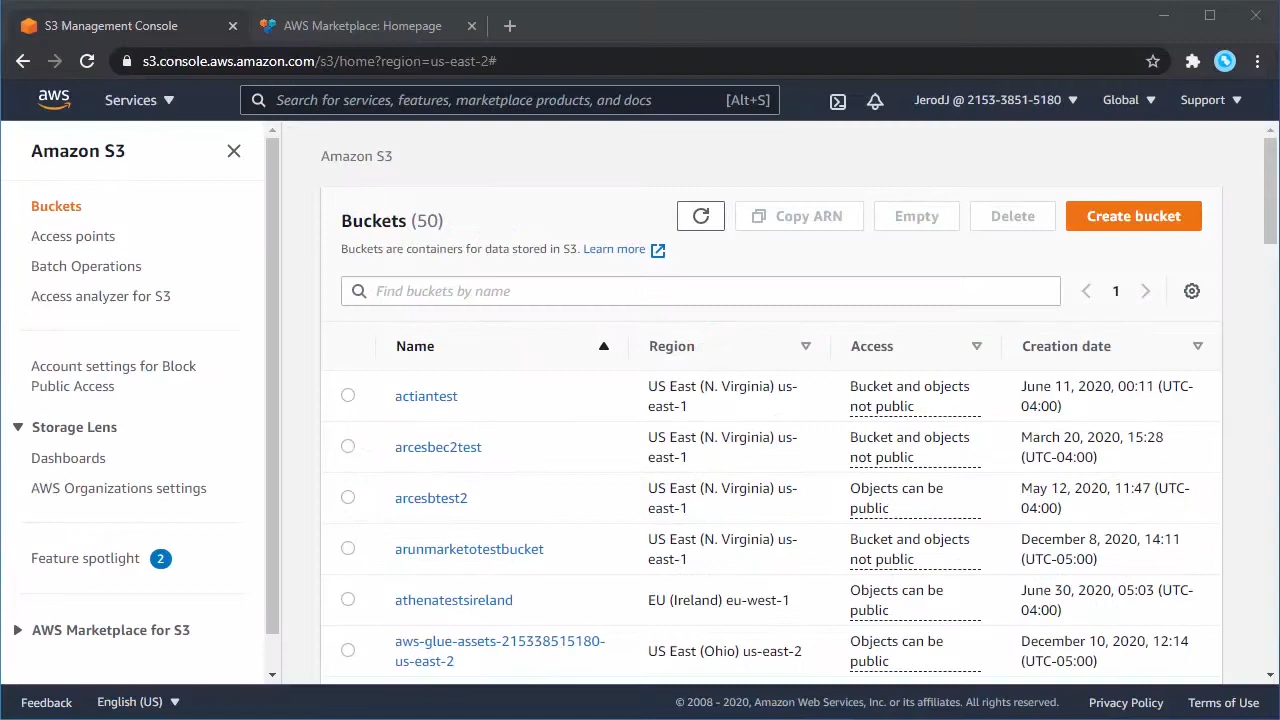 S3 Management Console
AWS Marketplace: Homepage
s3.console.aws.amazon.com/s3/home?region=us-east-2#
aws
Services
Search for services, features, marketplace products, and docs
[Alt+S]
JerodJ @ 2153-3851-5180
Global
Support
Amazon S3
Buckets
Access points
Batch Operations
Access analyzer for S3
Account settings for Block
Public Access
Storage Lens
Dashboards
AWS Organizations settings
Feature spotlight 2
AWS Marketplace for S3
Amazon S3
Buckets (50)
Copy ARN
Empty
Delete
Create bucket
Buckets are containers for data stored in S3. Learn more
Find buckets by name
1
Name
Region
Access
Creation date
actiantest
US East (N. Virginia) us-
east-1
Bucket and objects
not public
June 11, 2020, 00:11 (UTC-
04:00)
arcesbec2test
US East (N. Virginia) us-
east-1
Bucket and objects
not public
March 20, 2020, 15:28
(UTC-04:00)
arcesbtest2
US East (N. Virginia) us-
east-1
Objects can be
public
May 12, 2020, 11:47 (UTC-
04:00)
arunmarketotestbucket
US East (N. Virginia) us-
east-1
Bucket and objects
not public
December 8, 2020, 14:11
(UTC-05:00)
athenatestsireland
EU (Ireland) eu-west-1
Objects can be
public
June 30, 2020, 05:03 (UTC-
04:00)
aws-glue-assets-215338515180-
us-east-2
US East (Ohio) us-east-2
Objects can be
public
December 10, 2020, 12:14
(UTC-05:00)
Feedback
English (US)
© 2008 - 2020, Amazon Web Services, Inc. or its affiliates. All rights reserved.
Privacy Policy
Terms of Use